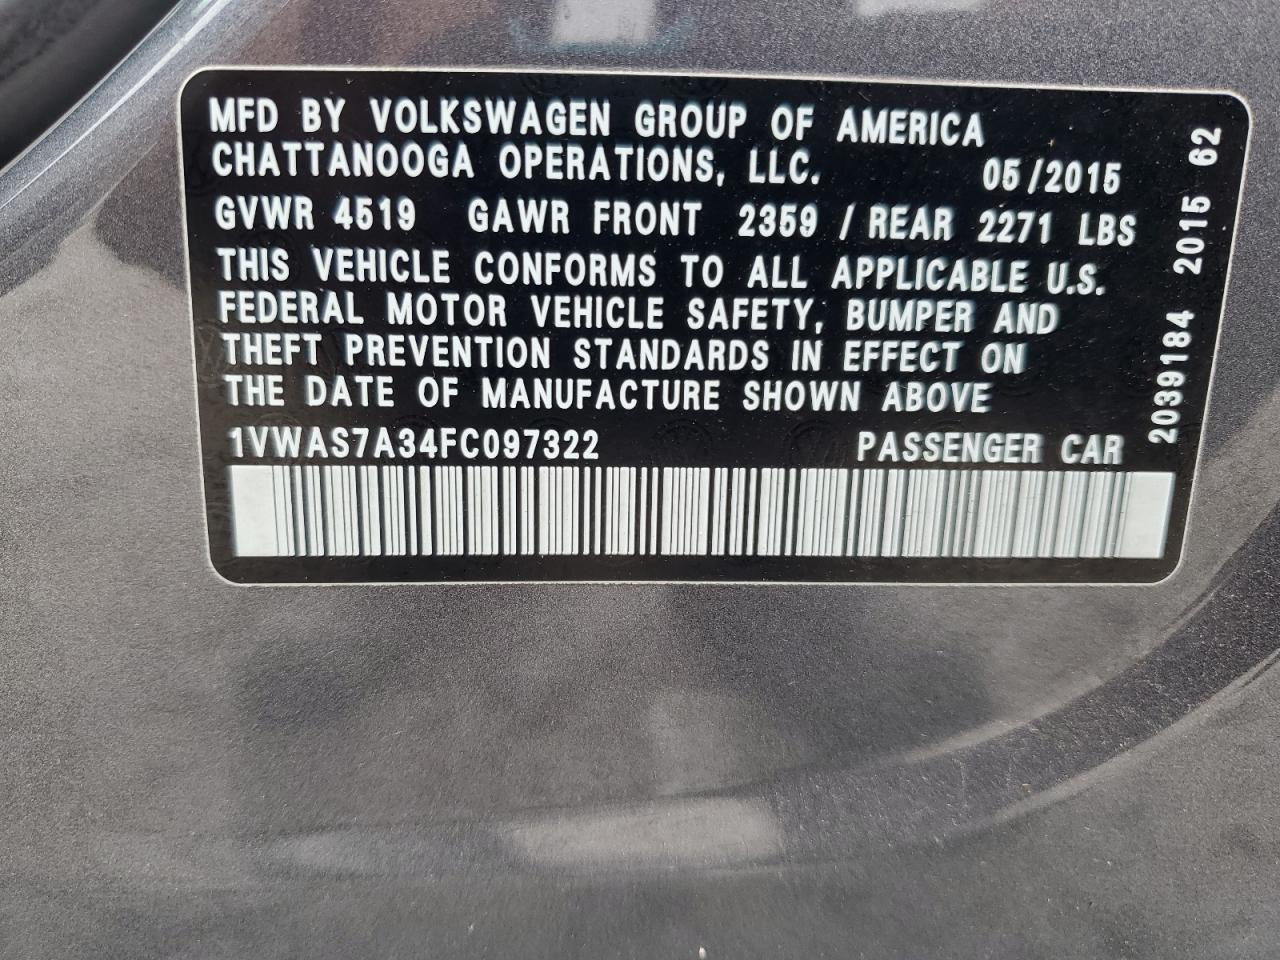 MFD BY VOLKSWAGEN GROUP OF AMERICA
CHATTANOOGA OPERATIONS, LLC. 05/2015
GVWR 4519 GAWR FRONT 2359 / REAR 2271 LBS
THIS VEHICLE CONFORMS TO ALL APPLICABLE U.S.
FEDERAL MOTOR VEHICLE SAFETY, BUMPER AND
THEFT PREVENTION STANDARDS IN EFFECT ON
THE DATE OF MANUFACTURE SHOWN ABOVE
1VWAS7A34FC097322 PASSENGER CAR
2039184 2015 62